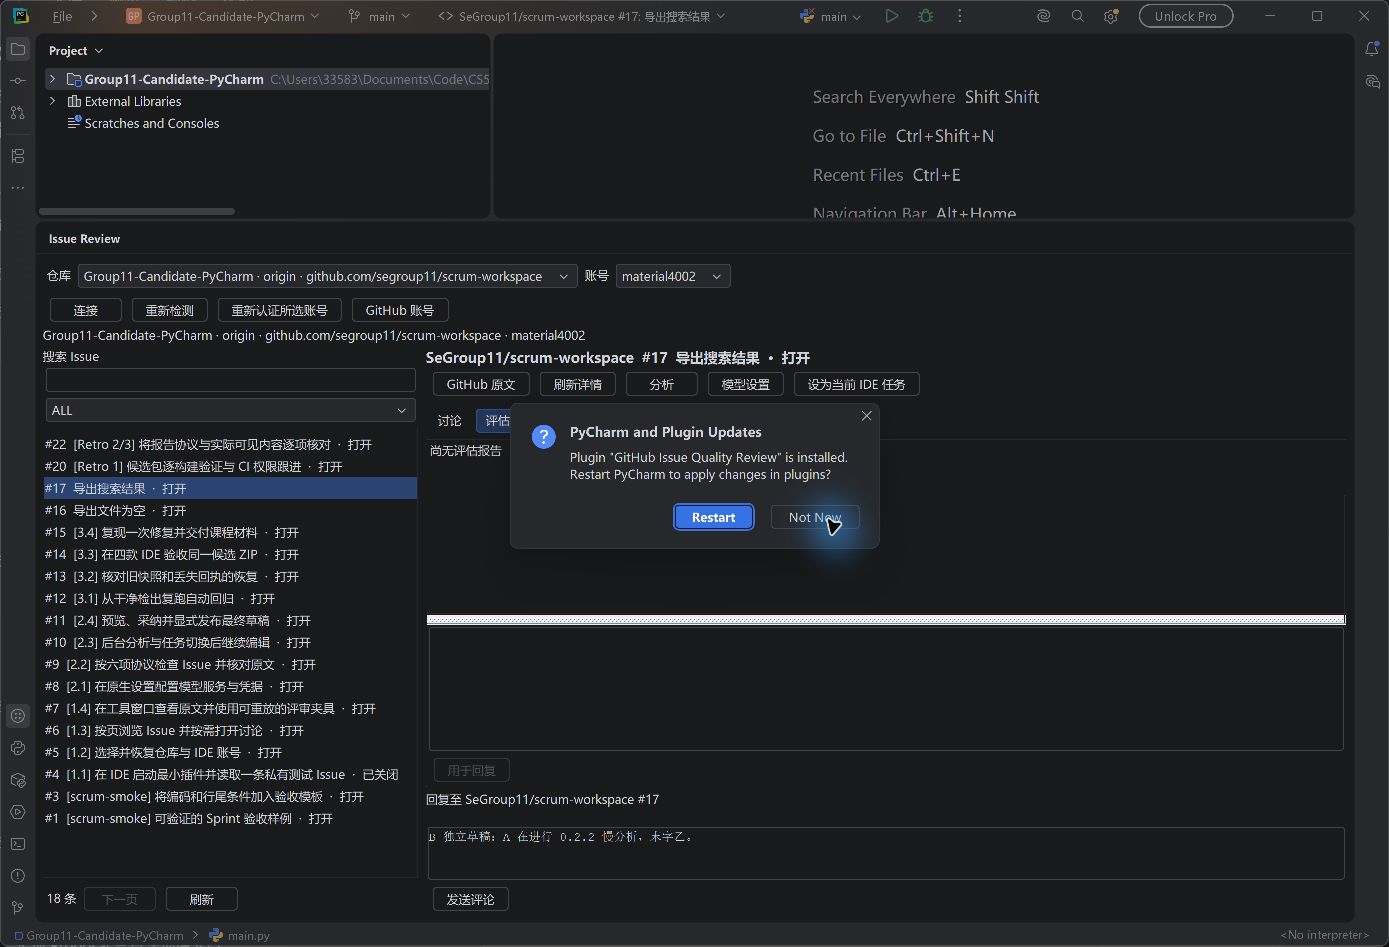 PC File Group11-Candidate-PyCharm main <> SeGroup11/scrum-workspace #17: 导出搜索结果 main Unlock Pro
GP
Project
Group11-Candidate-PyCharm C:\Users\33583\Documents\Code\CS5
External Libraries
Scratches and Consoles
Search Everywhere Shift Shift
Go to File Ctrl+Shift+N
Recent Files Ctrl+E
Navigation Bar Alt+Home
Issue Review
仓库 Group11-Candidate-PyCharm · origin · github.com/segroup11/scrum-workspace 账号 material4002
连接 重新检测 重新认证所选账号 GitHub 账号
Group11-Candidate-PyCharm · origin · github.com/segroup11/scrum-workspace · material4002
搜索 Issue
ALL
#22 [Retro 2/3] 将报告协议与实际可见内容逐项核对 · 打开
#20 [Retro 1] 候选包逐构建验证与 CI 权限跟进 · 打开
#17 导出搜索结果 · 打开
#16 导出文件为空 · 打开
#15 [3.4] 复现一次修复并交付课程材料 · 打开
#14 [3.3] 在四款 IDE 验收同一候选 ZIP · 打开
#13 [3.2] 核对旧快照和丢失回执的恢复 · 打开
#12 [3.1] 从干净检出复跑自动回归 · 打开
#11 [2.4] 预览、采纳并显式发布最终草稿 · 打开
#10 [2.3] 后台分析与任务切换后继续编辑 · 打开
#9 [2.2] 按六项协议检查 Issue 并核对原文 · 打开
#8 [2.1] 在原生设置配置模型服务与凭据 · 打开
#7 [1.4] 在工具窗口查看原文并使用可重放的评审夹具 · 打开
#6 [1.3] 按页浏览 Issue 并按需打开讨论 · 打开
#5 [1.2] 选择并恢复仓库与 IDE 账号 · 打开
#4 [1.1] 在 IDE 启动最小插件并读取一条私有测试 Issue · 已关闭
#3 [scrum-smoke] 将编码和行尾条件加入验收模板 · 打开
#1 [scrum-smoke] 可验证的 Sprint 验收样例 · 打开
18 条 下一页 刷新
SeGroup11/scrum-workspace #17 导出搜索结果 • 打开
GitHub 原文 刷新详情 分析 模型设置 设为当前 IDE 任务
讨论 评估
尚无评估报告
PyCharm and Plugin Updates
Plugin "GitHub Issue Quality Review" is installed.
Restart PyCharm to apply changes in plugins?
Restart Not Now
用于回复
回复至 SeGroup11/scrum-workspace #17
B 独立草稿：A 在进行 0.2.2 慢分析，末字乙。
发送评论
Group11-Candidate-PyCharm main.py <No interpreter>